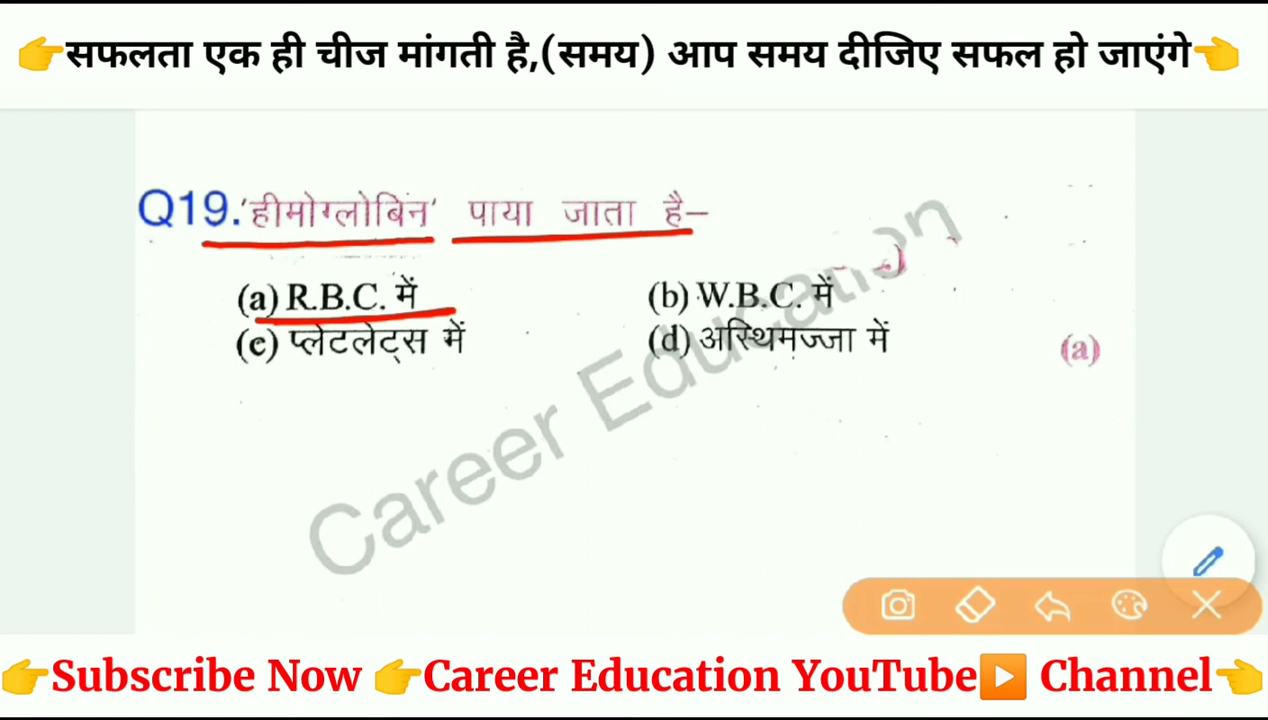 👉सफलता एक ही चीज मांगती है,(समय) आप समय दीजिए सफल हो जाएंगे👈
Q19.'हीमोग्लोबिन' पाया जाता है–
(a) R.B.C. में
(b) W.B.C. में
(c) प्लेटलेट्स में
(d) अस्थिमज्जा में
(a)
Career Education
👉Subscribe Now 👉Career Education YouTube▶️ Channel👈